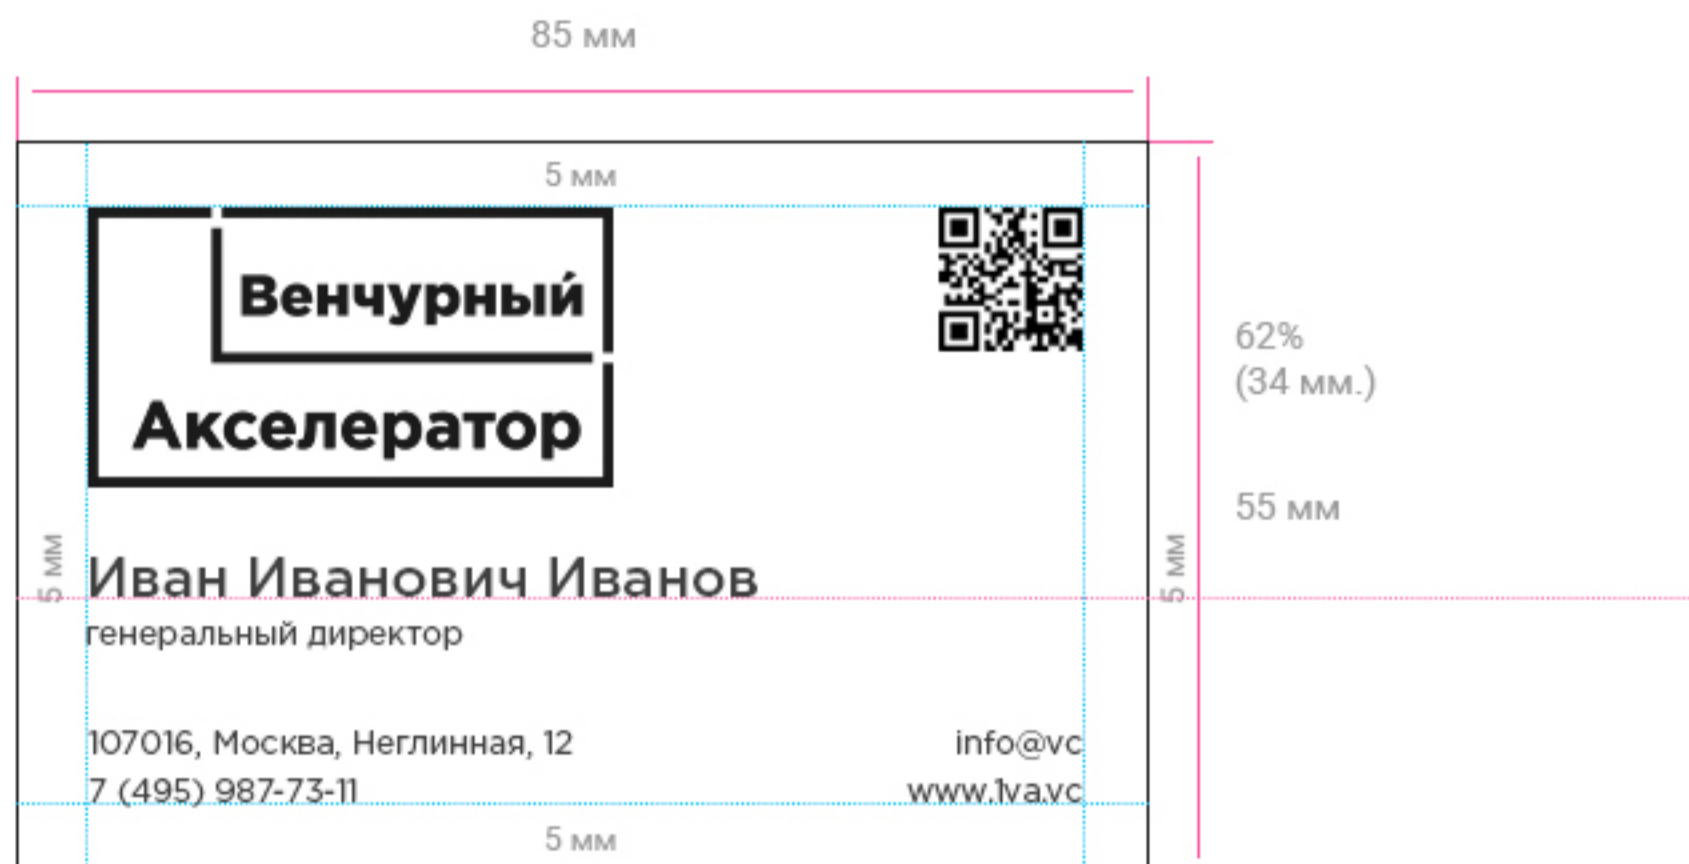 85 мм
5 мм
Венчурный
Акселератор
62%
(34 мм.)
55 мм
5 мм
5 мм
Иван Иванович Иванов
генеральный директор
107016, Москва, Неглинная, 12
info@vc
7 (495) 987-73-11
www.1va.vc
5 мм